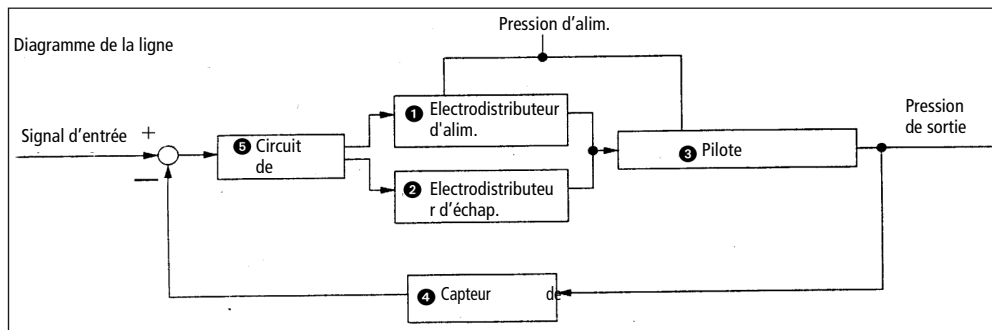 Pression d'alim.
Diagramme de la ligne
❶ Electrodistributeur
d'alim.
Pression
de sortie
Signal d'entrée
+
❺ Circuit
de
❸ Pilote
—
❷ Electrodistributeu
r d'échap.
❹ Capteur de